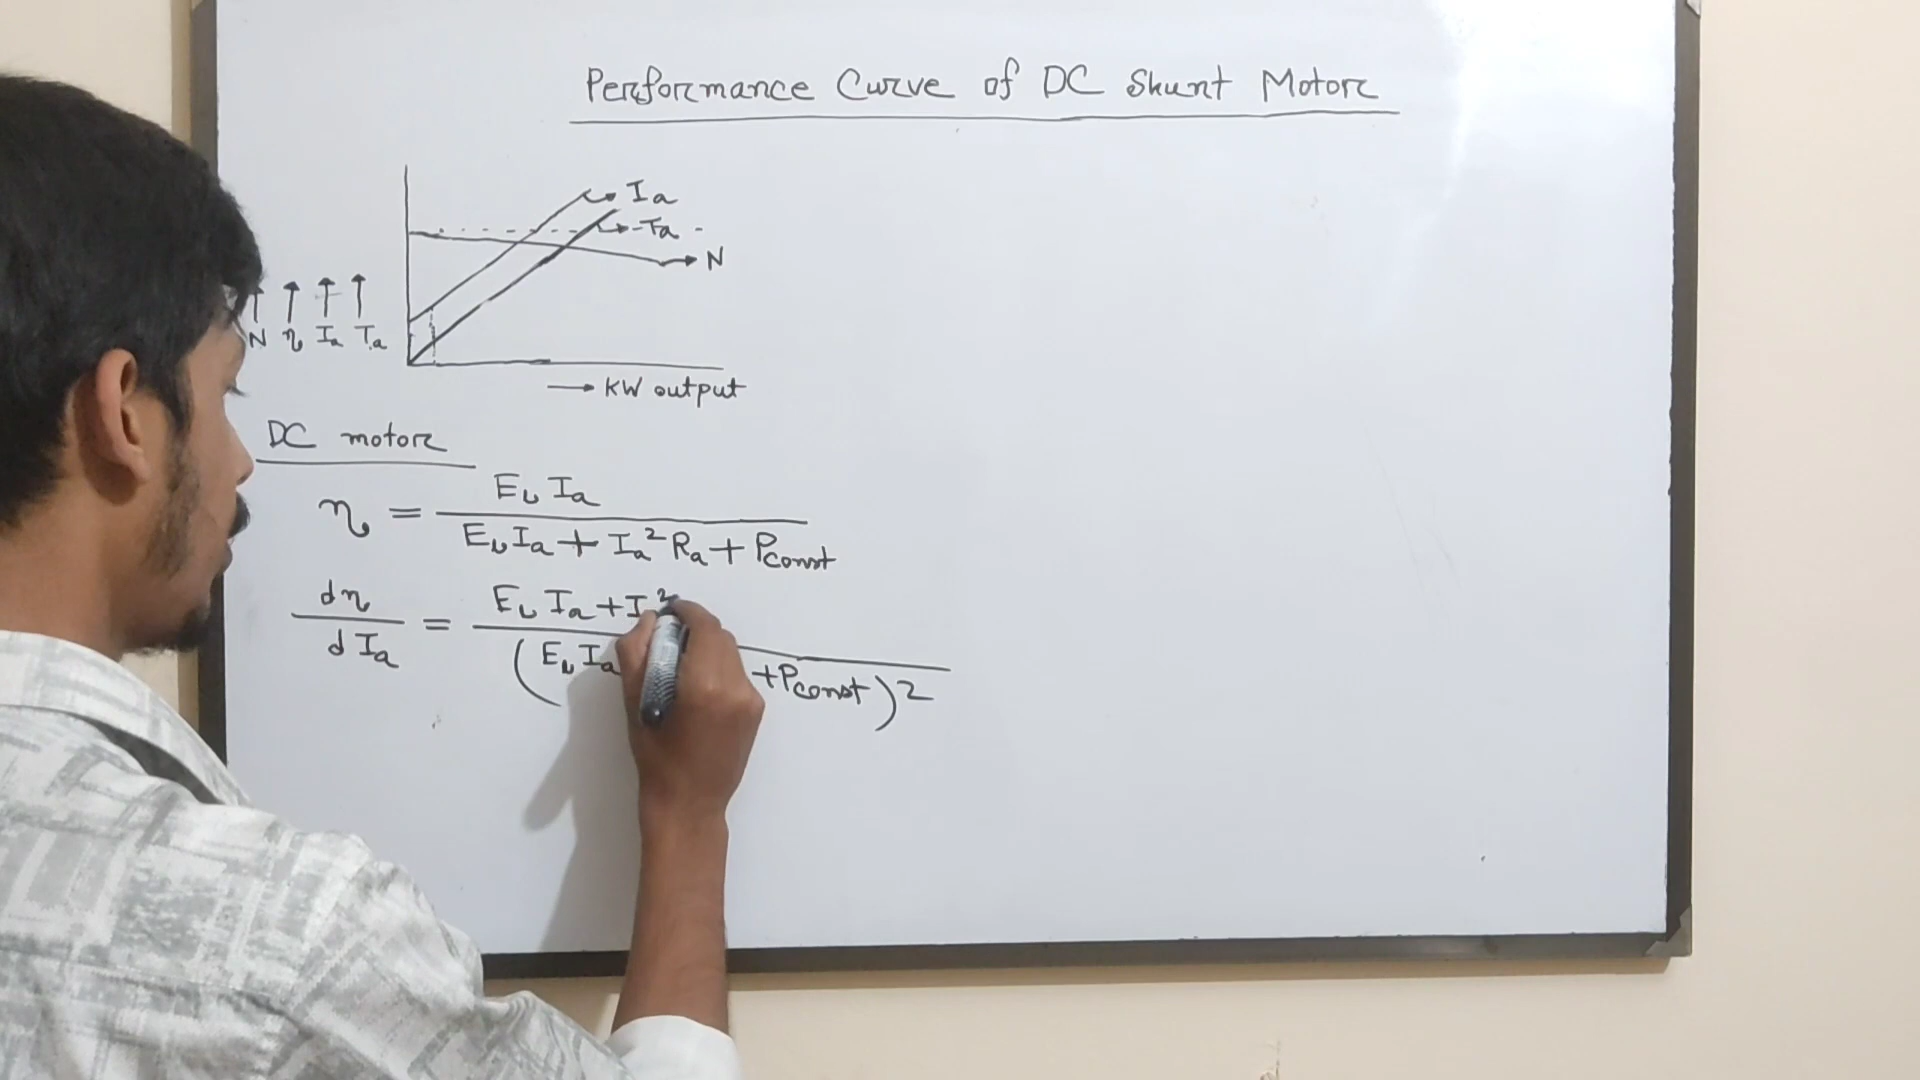 Performance Curve of DC Shunt Motor
Ia
Ta
N
N η Ia Ta
→ KW output
DC motor
η = Eb Ia / (Eb Ia + Ia² Ra + Pconst)
dη / dIa = Eb Ia + I² / (Eb Ia + Pconst)²